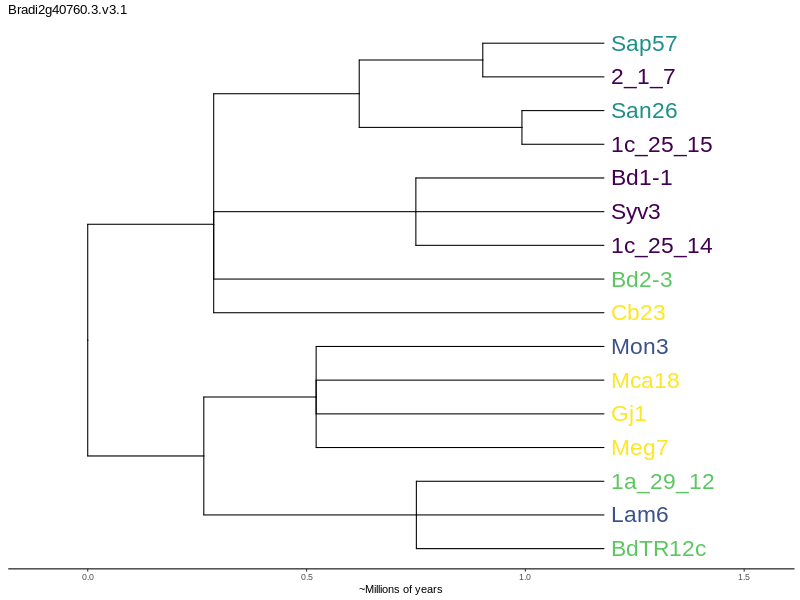 Bradi2g40760.3.v3.1
Sap57
2_1_7
San26
1c_25_15
Bd1-1
Syv3
1c_25_14
Bd2-3
Cb23
Mon3
Mca18
Gj1
Meg7
1a_29_12
Lam6
BdTR12c
0.0 0.5 1.0 1.5
~Millions of years